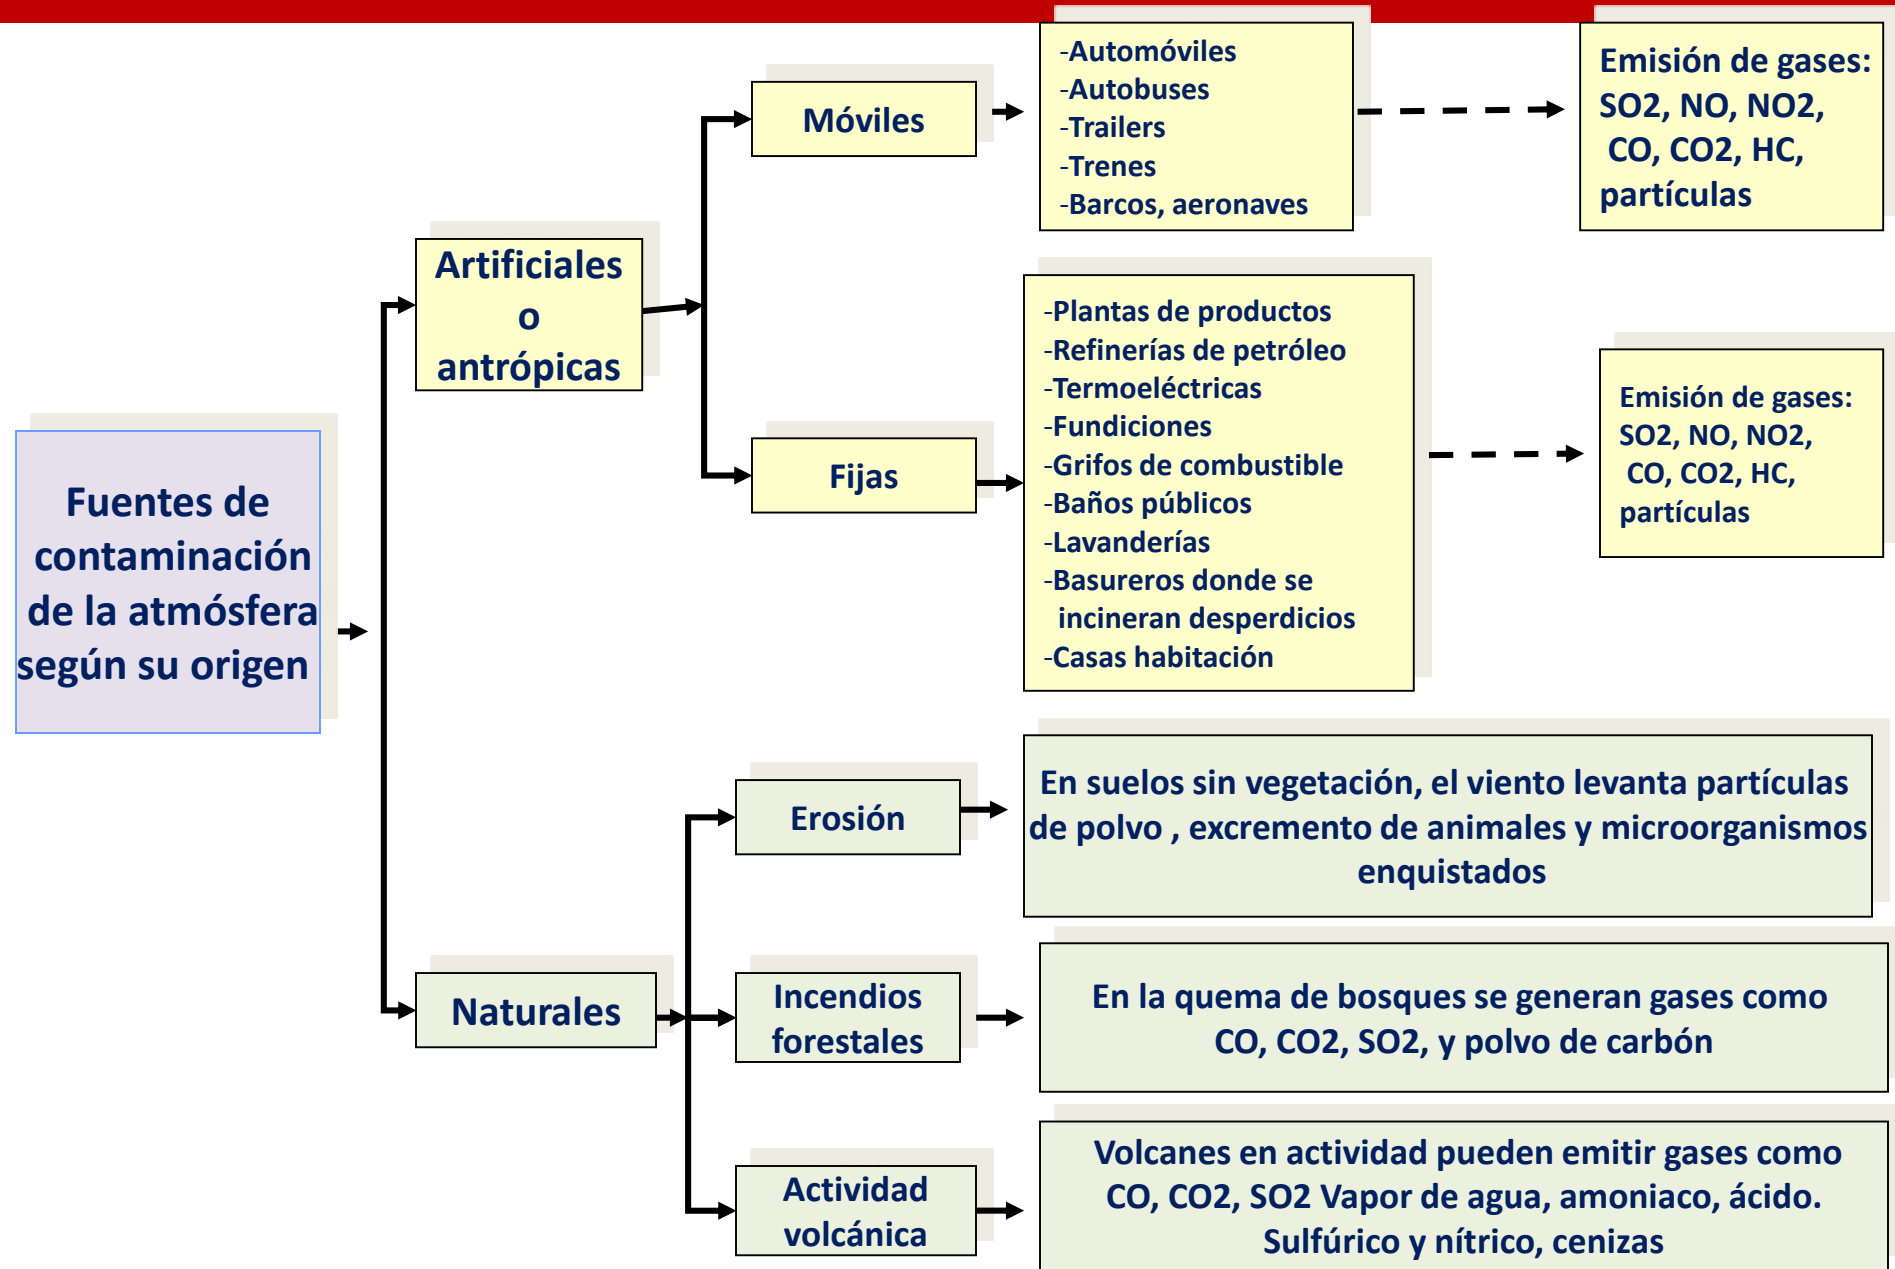 Fuentes de
contaminación
de la atmósfera
según su origen
Artificiales
o
antrópicas
Móviles
-Automóviles
-Autobuses
-Trailers
-Trenes
-Barcos, aeronaves
Emisión de gases:
SO2, NO, NO2,
CO, CO2, HC,
partículas
Fijas
-Plantas de productos
-Refinerías de petróleo
-Termoeléctricas
-Fundiciones
-Grifos de combustible
-Baños públicos
-Lavanderías
-Basureros donde se
incineran desperdicios
-Casas habitación
Emisión de gases:
SO2, NO, NO2,
CO, CO2, HC,
partículas
Naturales
Erosión
En suelos sin vegetación, el viento levanta partículas
de polvo , excremento de animales y microorganismos
enquistados
Incendios
forestales
En la quema de bosques se generan gases como
CO, CO2, SO2, y polvo de carbón
Actividad
volcánica
Volcanes en actividad pueden emitir gases como
CO, CO2, SO2 Vapor de agua, amoniaco, ácido.
Sulfúrico y nítrico, cenizas